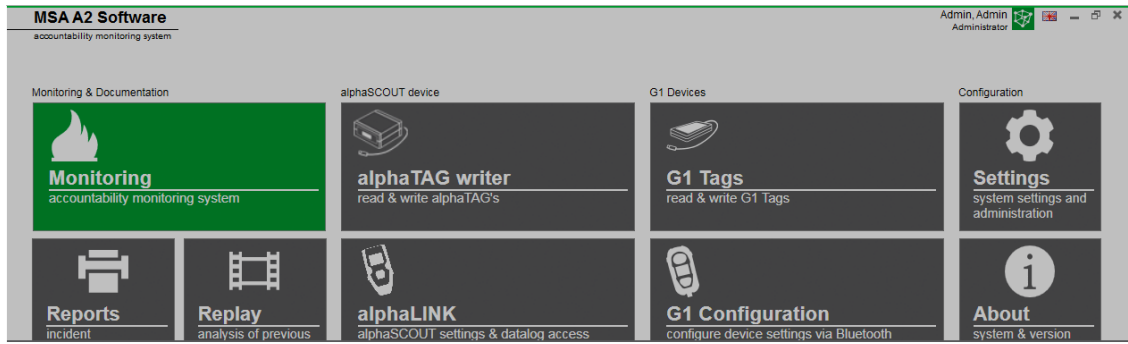 MSA A2 Software
accountability monitoring system
Admin, Admin
Administrator
Monitoring & Documentation
alphaSCOUT device
G1 Devices
Configuration
Monitoring
accountability monitoring system
alphaTAG writer
read & write alphaTAG's
G1 Tags
read & write G1 Tags
Settings
system settings and
administration
Reports
incident
Replay
analysis of previous
alphaLINK
alphaSCOUT settings & datalog access
G1 Configuration
configure device settings via Bluetooth
About
system & version